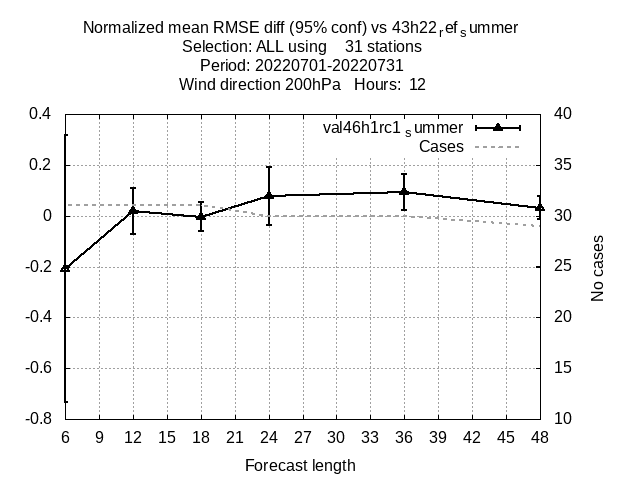 Normalized mean RMSE diff (95% conf) vs 43h22refsummer
Selection: ALL using 31 stations
Period: 20220701-20220731
Wind direction 200hPa Hours: 12
val46h1rc1summer
Cases
0.4 40
0.2 35
0 30
-0.2 25
-0.4 20
-0.6 15
-0.8 10
No cases
6 9 12 15 18 21 24 27 30 33 36 39 42 45 48
Forecast length